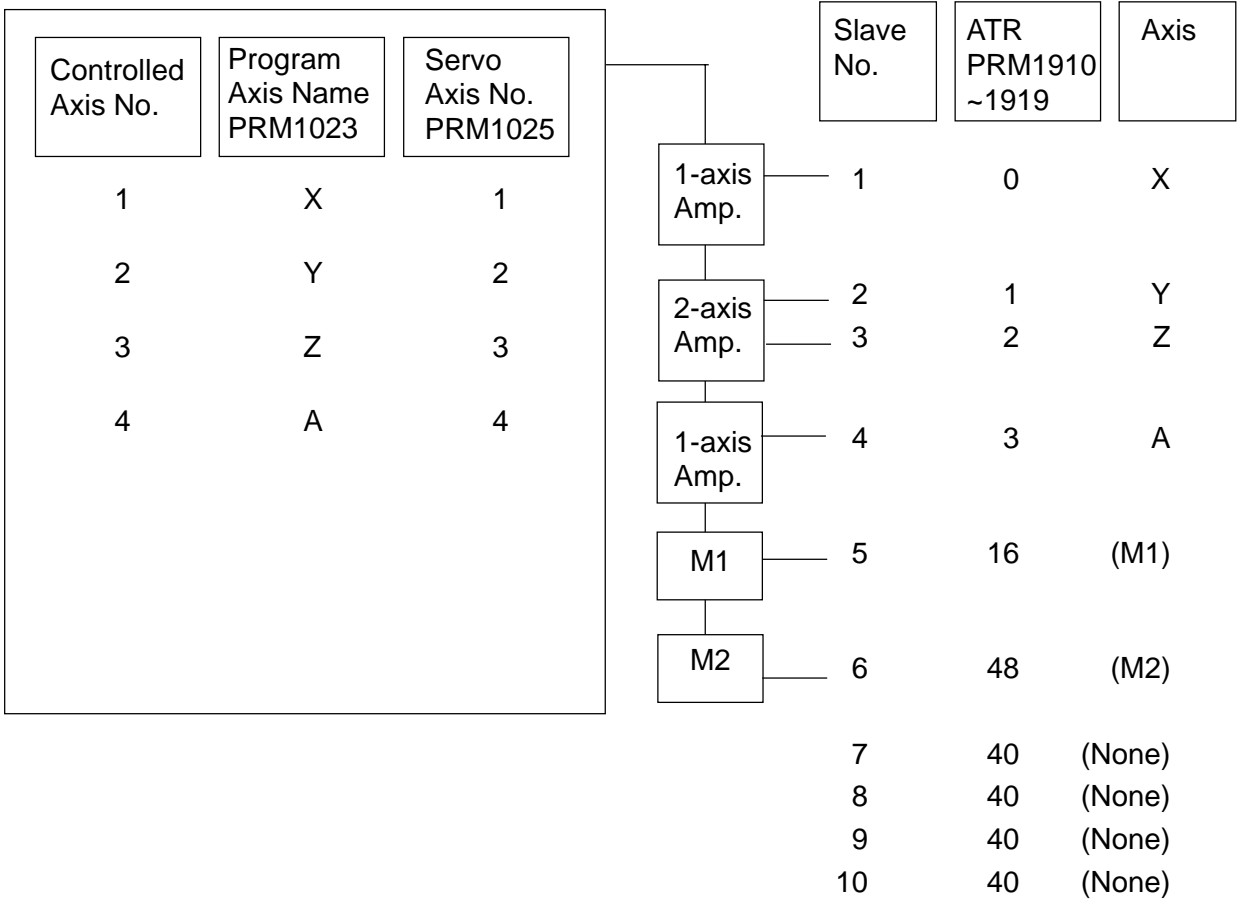 Controlled
Axis No.
Program
Axis Name
PRM1023
Servo
Axis No.
PRM1025
1 X 1
2 Y 2
3 Z 3
4 A 4
1-axis
Amp.
2-axis
Amp.
1-axis
Amp.
M1
M2
Slave
No.
ATR
PRM1910
~1919
Axis
1 0 X
2 1 Y
3 2 Z
4 3 A
5 16 (M1)
6 48 (M2)
7 40 (None)
8 40 (None)
9 40 (None)
10 40 (None)